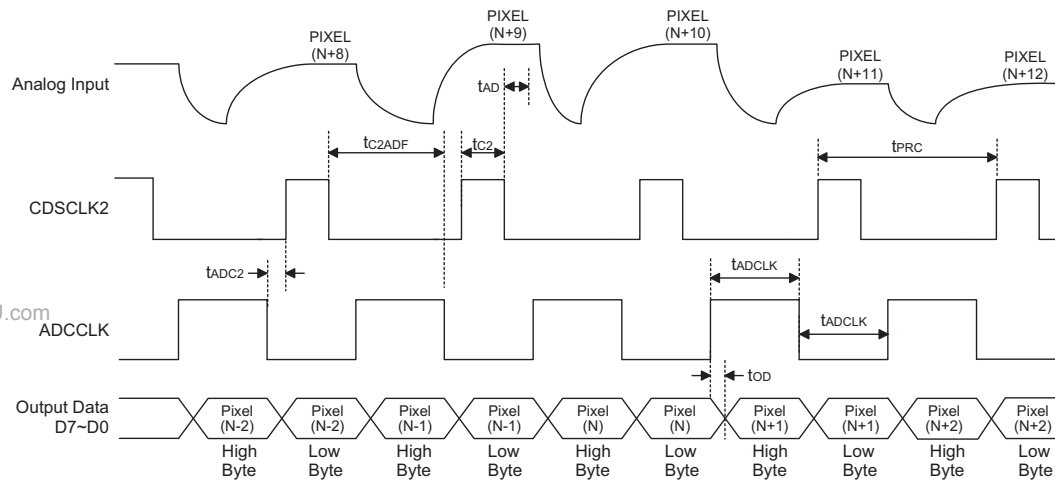 PIXEL
(N+8)
PIXEL
(N+9)
PIXEL
(N+10)
PIXEL
(N+11)
PIXEL
(N+12)
Analog Input
tAD
tC2ADF
tC2
tPRC
CDSCLK2
tADC2
tADCLK
J.com
ADCCLK
tADCLK
tOD
Output Data
D7~D0
Pixel
(N-2)
Pixel
(N-2)
Pixel
(N-1)
Pixel
(N-1)
Pixel
(N)
Pixel
(N)
Pixel
(N+1)
Pixel
(N+1)
Pixel
(N+2)
Pixel
(N+2)
High
Byte
Low
Byte
High
Byte
Low
Byte
High
Byte
Low
Byte
High
Byte
Low
Byte
High
Byte
Low
Byte